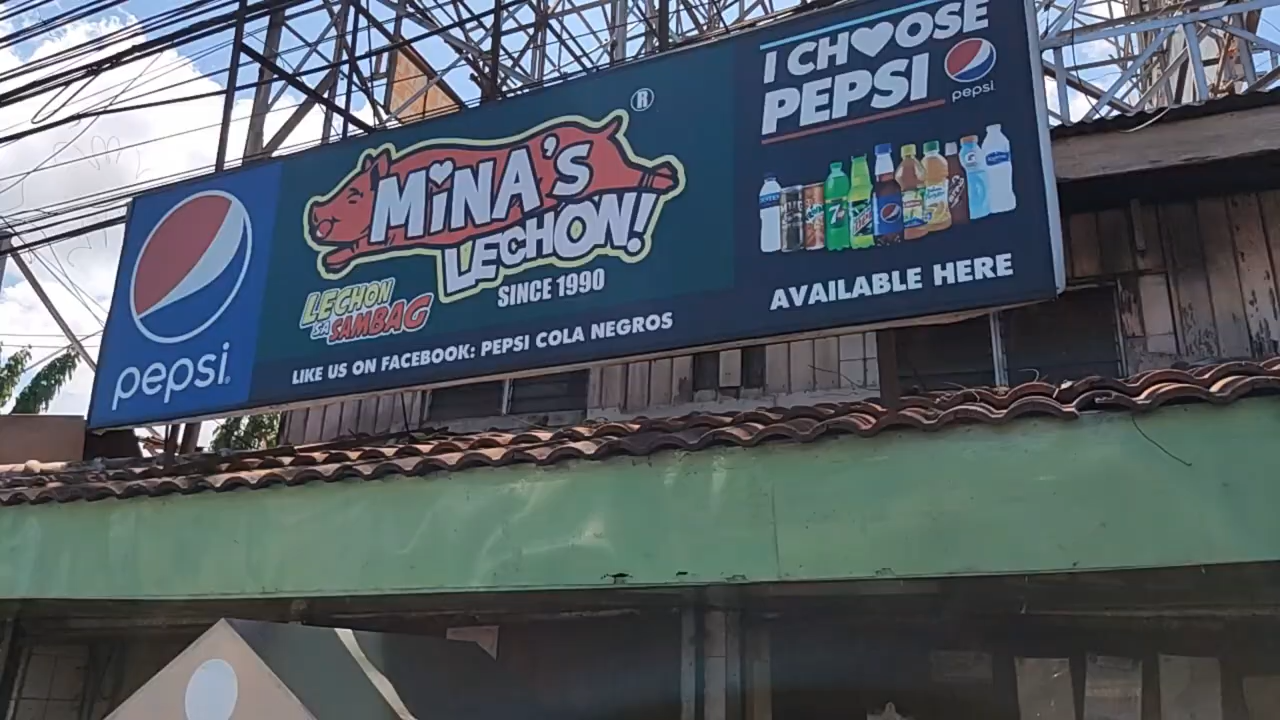 pepsi
MiNA's
LECHON!
®
SINCE 1990
LECHON
SA SAMBAG
LIKE US ON FACEBOOK: PEPSI COLA NEGROS
I CHOOSE
PEPSI
pepsi
AVAILABLE HERE